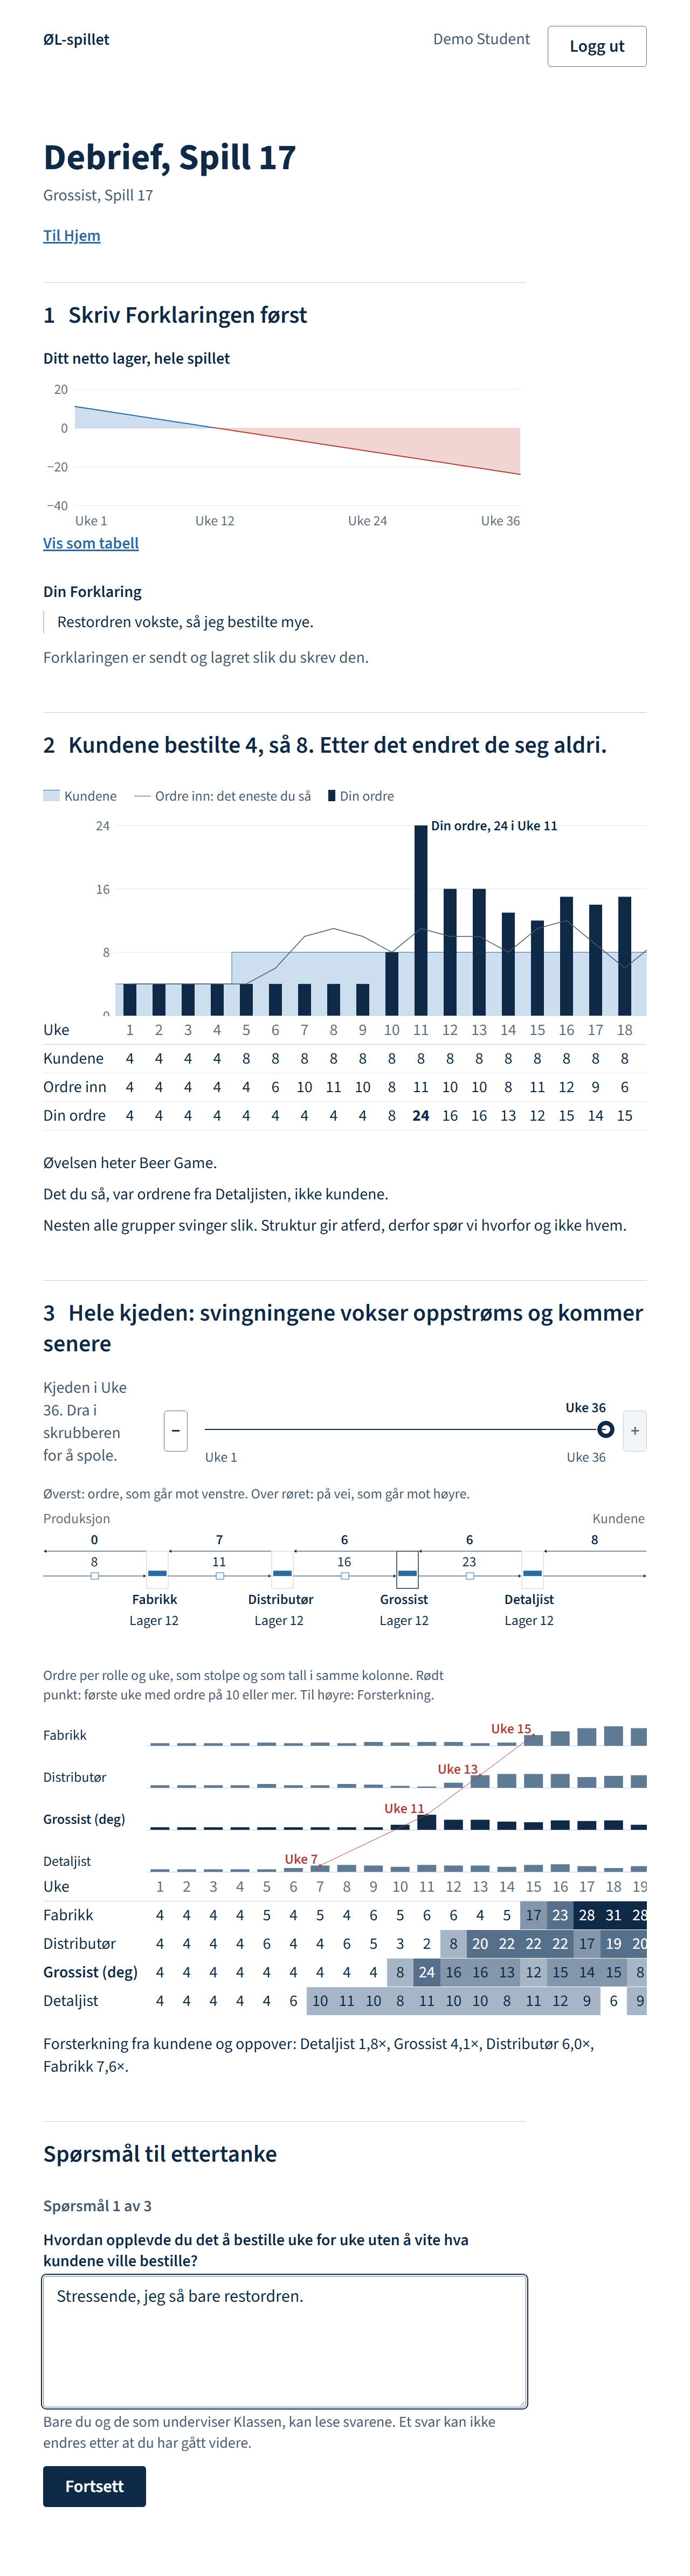 ØL-spillet
Demo Student
Logg ut
Debrief, Spill 17
Grossist, Spill 17
Til Hjem
1 Skriv Forklaringen først
Ditt netto lager, hele spillet
20
0
−20
−40
Uke 1 Uke 12 Uke 24 Uke 36
Vis som tabell
Din Forklaring
Restordren vokste, så jeg bestilte mye.
Forklaringen er sendt og lagret slik du skrev den.
2 Kundene bestilte 4, så 8. Etter det endret de seg aldri.
Kundene Ordre inn: det eneste du så Din ordre
24 Din ordre, 24 i Uke 11
16
8
0
Uke 1 2 3 4 5 6 7 8 9 10 11 12 13 14 15 16 17 18
Kundene 4 4 4 4 8 8 8 8 8 8 8 8 8 8 8 8 8 8
Ordre inn 4 4 4 4 4 6 10 11 10 8 11 10 10 8 11 12 9 6
Din ordre 4 4 4 4 4 4 4 4 4 8 24 16 16 13 12 15 14 15
Øvelsen heter Beer Game.
Det du så, var ordrene fra Detaljisten, ikke kundene.
Nesten alle grupper svinger slik. Struktur gir atferd, derfor spør vi hvorfor og ikke hvem.
3 Hele kjeden: svingningene vokser oppstrøms og kommer
senere
Kjeden i Uke
36. Dra i
skrubberen
for å spole.
−
Uke 36
+
Uke 1 Uke 36
Øverst: ordre, som går mot venstre. Over røret: på vei, som går mot høyre.
Produksjon Kundene
0 7 6 6 8
8 11 16 23
Fabrikk Distributør Grossist Detaljist
Lager 12 Lager 12 Lager 12 Lager 12
Ordre per rolle og uke, som stolpe og som tall i samme kolonne. Rødt
punkt: første uke med ordre på 10 eller mer. Til høyre: Forsterkning.
Fabrikk Uke 15
Distributør Uke 13
Grossist (deg) Uke 11
Detaljist Uke 7
Uke 1 2 3 4 5 6 7 8 9 10 11 12 13 14 15 16 17 18 19
Fabrikk 4 4 4 4 5 4 5 4 6 5 6 6 4 5 17 23 28 31 28
Distributør 4 4 4 4 6 4 4 6 5 3 2 8 20 22 22 22 17 19 20
Grossist (deg) 4 4 4 4 4 4 4 4 4 8 24 16 16 13 12 15 14 15 8
Detaljist 4 4 4 4 4 6 10 11 10 8 11 10 10 8 11 12 9 6 9
Forsterkning fra kundene og oppover: Detaljist 1,8×, Grossist 4,1×, Distributør 6,0×,
Fabrikk 7,6×.
Spørsmål til ettertanke
Spørsmål 1 av 3
Hvordan opplevde du det å bestille uke for uke uten å vite hva
kundene ville bestille?
Stressende, jeg så bare restordren.
Bare du og de som underviser Klassen, kan lese svarene. Et svar kan ikke
endres etter at du har gått videre.
Fortsett